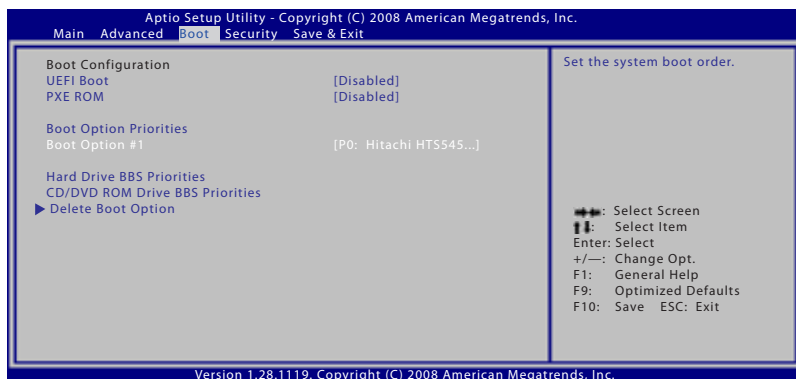 Aptio Setup Utility - Copyright (C) 2008 American Megatrends, Inc.
Main Advanced Boot Security Save & Exit
Boot Configuration
UEFI Boot [Disabled]
PXE ROM [Disabled]
Boot Option Priorities
Boot Option #1 [P0: Hitachi HTS545...]
Hard Drive BBS Priorities
CD/DVD ROM Drive BBS Priorities
Delete Boot Option
Set the system boot order.
: Select Screen
: Select Item
Enter: Select
+/—: Change Opt.
F1: General Help
F9: Optimized Defaults
F10: Save ESC: Exit
Version 1.28.1119. Copyright (C) 2008 American Megatrends, Inc.